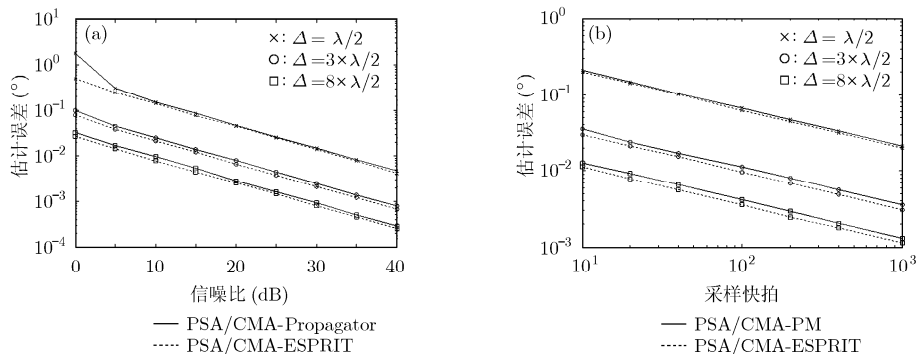 (a)
×: Δ = λ/2
○: Δ=3×λ/2
□: Δ=8×λ/2
10^1
10^0
10^-1
10^-2
10^-3
10^-4
估计误差 (°)
0 10 20 30 40
信噪比 (dB)
PSA/CMA-Propagator
PSA/CMA-ESPRIT
(b)
×: Δ = λ/2
○: Δ=3×λ/2
□: Δ=8×λ/2
10^0
10^-1
10^-2
10^-3
估计误差 (°)
10^1 10^2 10^3
采样快拍
PSA/CMA-PM
PSA/CMA-ESPRIT